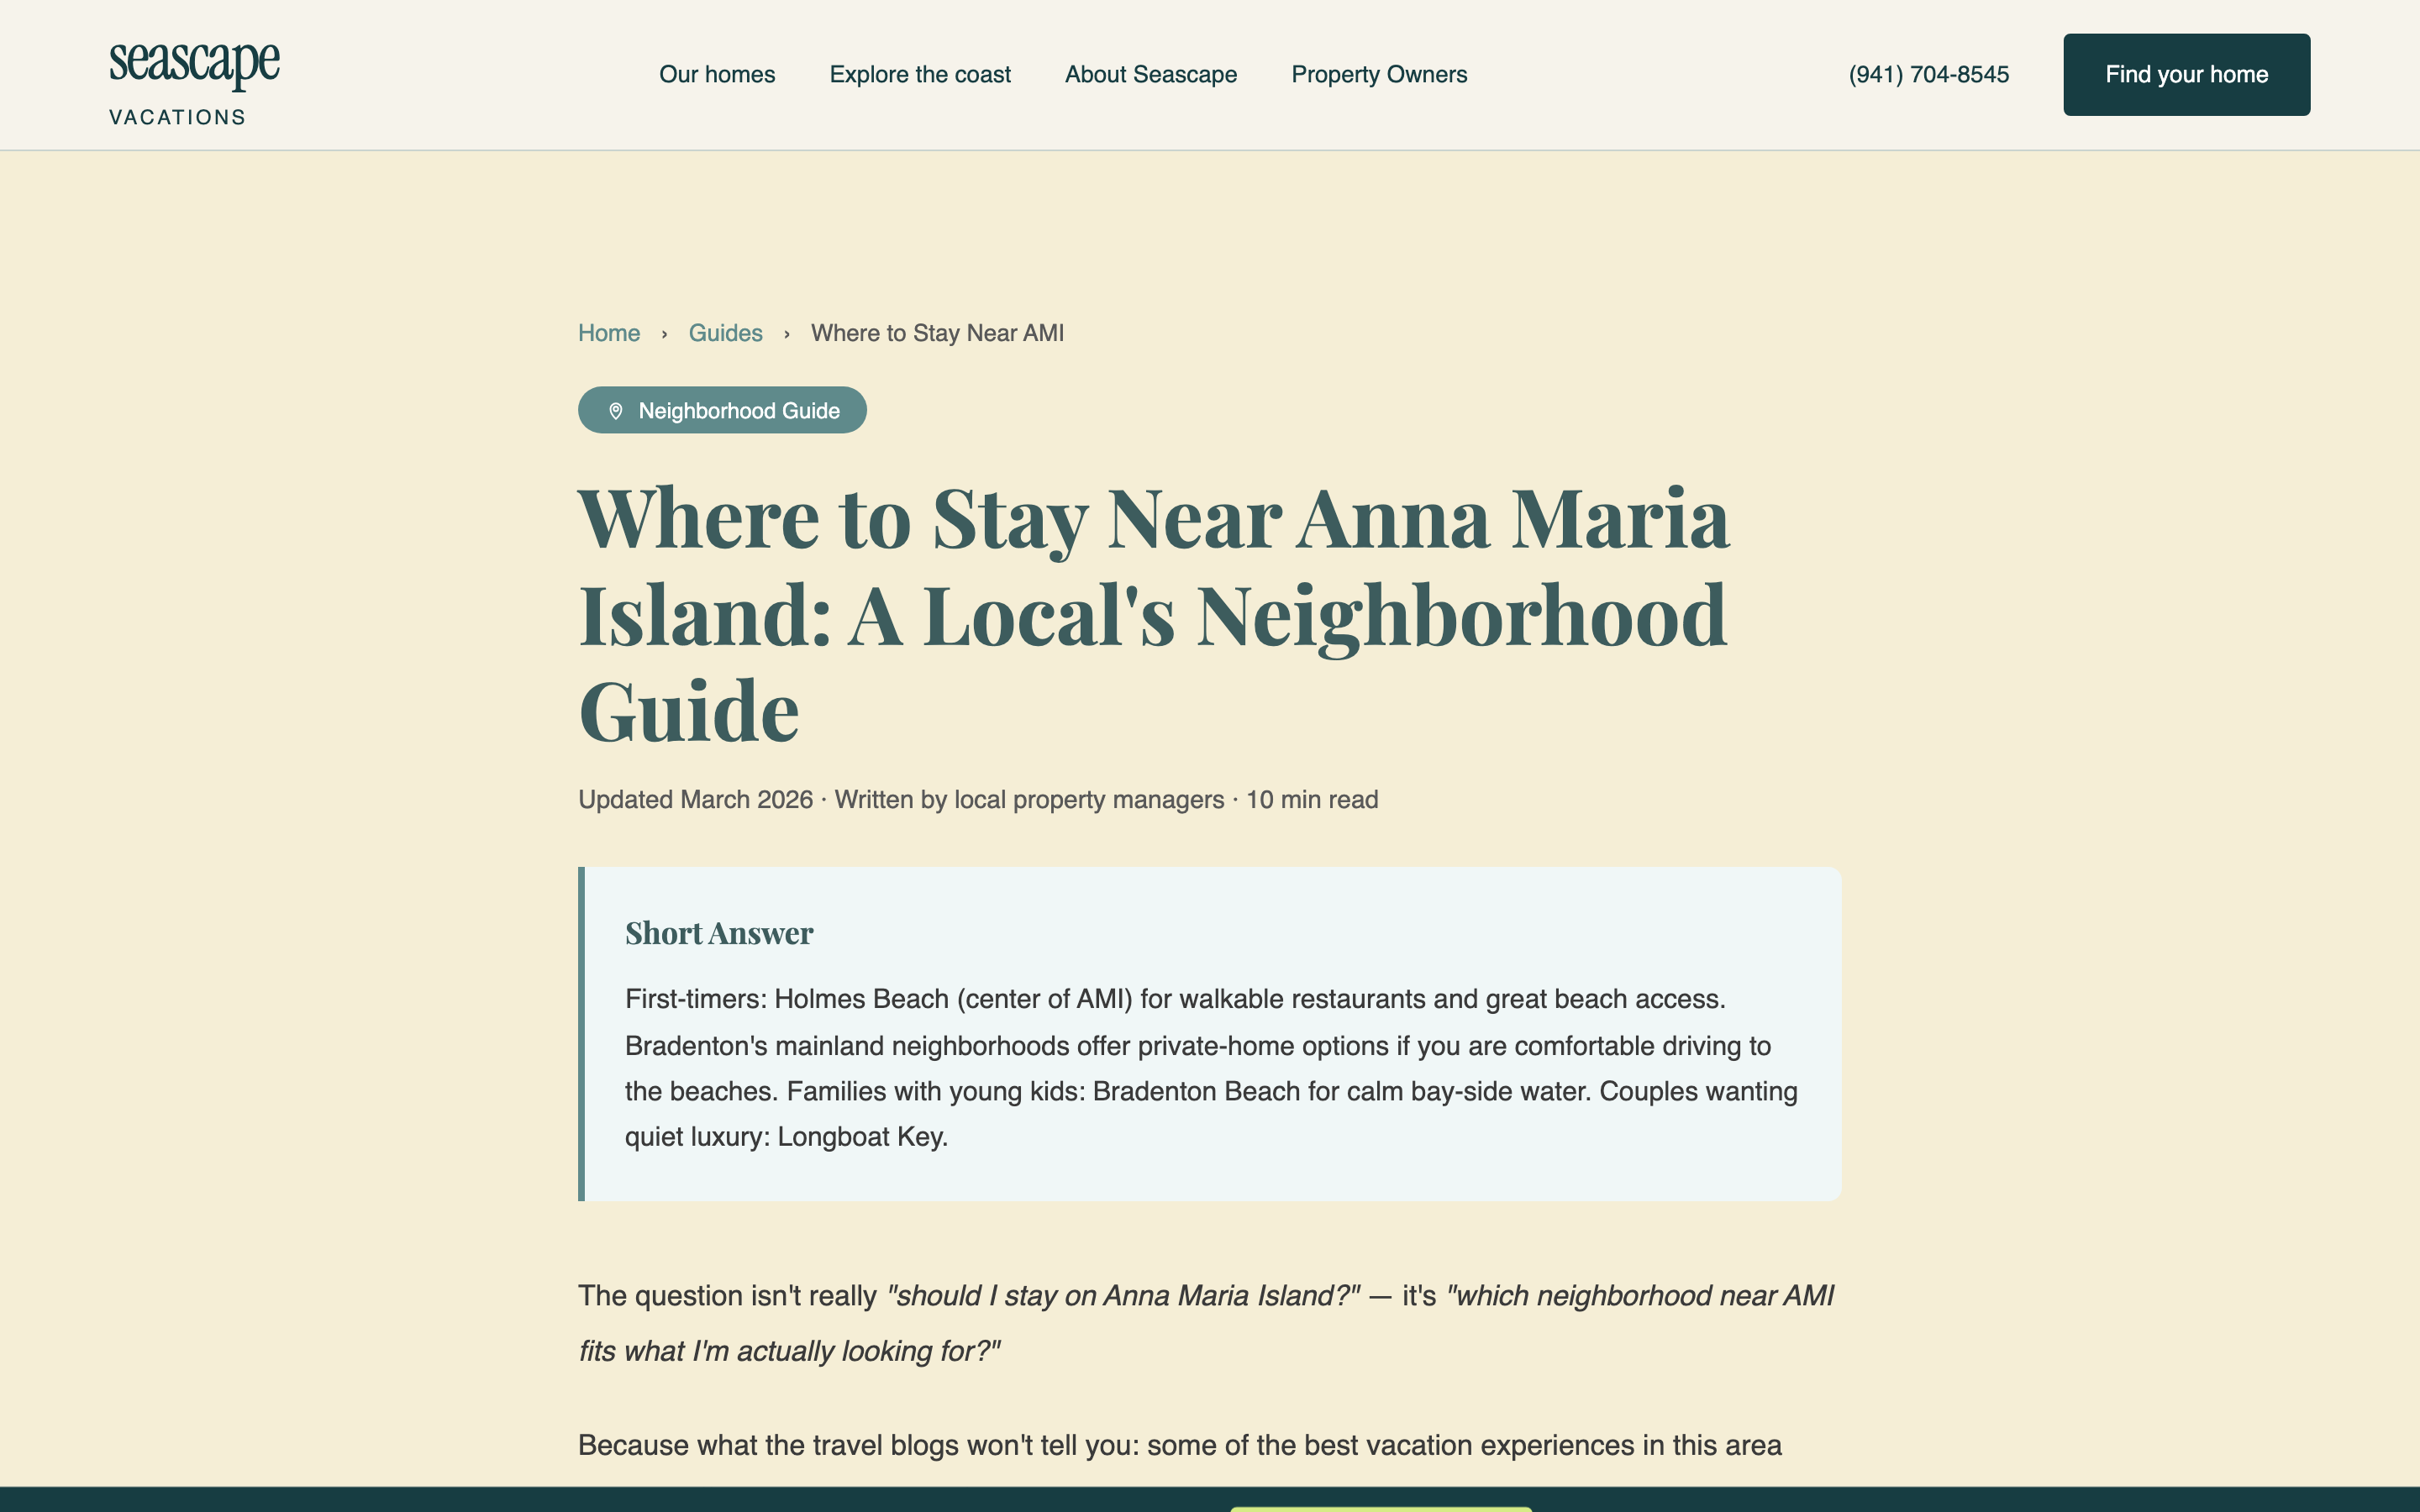 seascape
VACATIONS
Our homes
Explore the coast
About Seascape
Property Owners
(941) 704-8545
Find your home
Home › Guides › Where to Stay Near AMI
Neighborhood Guide
Where to Stay Near Anna Maria
Island: A Local's Neighborhood
Guide
Updated March 2026 · Written by local property managers · 10 min read
Short Answer
First-timers: Holmes Beach (center of AMI) for walkable restaurants and great beach access.
Bradenton's mainland neighborhoods offer private-home options if you are comfortable driving to
the beaches. Families with young kids: Bradenton Beach for calm bay-side water. Couples wanting
quiet luxury: Longboat Key.
The question isn't really "should I stay on Anna Maria Island?" — it's "which neighborhood near AMI
fits what I'm actually looking for?"
Because what the travel blogs won't tell you: some of the best vacation experiences in this area